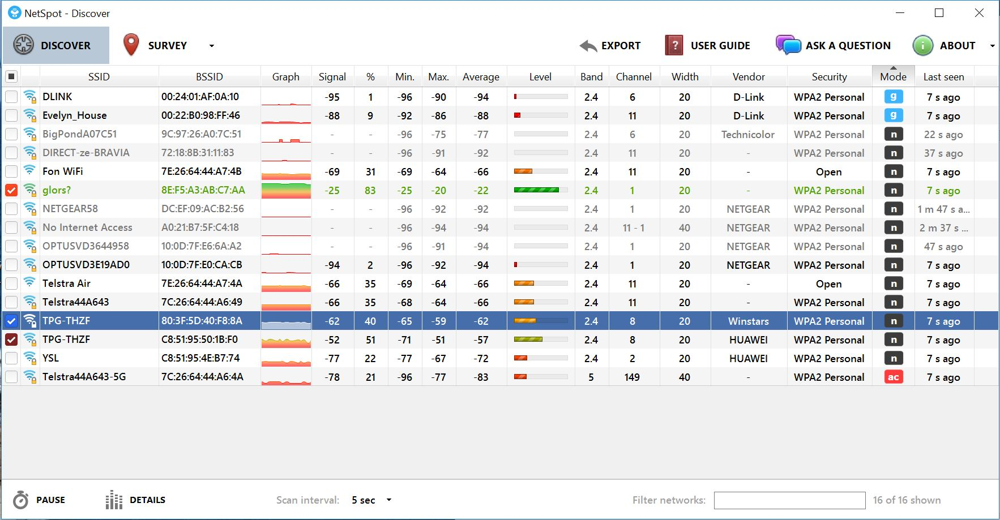 NetSpot - Discover
DISCOVER SURVEY EXPORT ? USER GUIDE ASK A QUESTION i ABOUT
SSID BSSID Graph Signal % Min. Max. Average Level Band Channel Width Vendor Security Mode Last seen
DLINK 00:24:01:AF:0A:10 -95 1 -96 -90 -94 2.4 6 20 D-Link WPA2 Personal g 7 s ago
Evelyn_House 00:22:B0:98:FF:46 -88 9 -92 -86 -88 2.4 11 20 D-Link WPA2 Personal g 7 s ago
BigPondA07C51 9C:97:26:A0:7C:51 - - -96 -75 -77 2.4 6 20 Technicolor WPA2 Personal n 22 s ago
DIRECT-ze-BRAVIA 72:18:8B:31:11:83 - - -96 -91 -92 2.4 11 20 - WPA2 Personal n 37 s ago
Fon WiFi 7E:26:64:44:A7:4B -69 31 -69 -64 -66 2.4 11 20 - Open n 7 s ago
glors? 8E:F5:A3:AB:C7:AA -25 83 -25 -20 -22 2.4 1 20 - WPA2 Personal n 7 s ago
NETGEAR58 DC:EF:09:AC:B2:56 - - -96 -92 -92 2.4 1 20 NETGEAR WPA2 Personal n 1 m 47 s a...
No Internet Access A0:21:B7:5F:C4:18 - - -96 -94 -94 2.4 11 - 1 40 NETGEAR WPA2 Personal n 2 m 37 s ...
OPTUSVD3644958 10:0D:7F:E6:6A:A2 - - -96 -91 -94 2.4 1 20 NETGEAR WPA2 Personal n 47 s ago
OPTUSVD3E19AD0 10:0D:7F:E0:CA:CB -94 2 -96 -92 -94 2.4 1 20 NETGEAR WPA2 Personal n 7 s ago
Telstra Air 7E:26:64:44:A7:4A -66 35 -69 -64 -66 2.4 11 20 - Open n 7 s ago
Telstra44A643 7C:26:64:44:A6:49 -66 35 -68 -64 -66 2.4 11 20 - WPA2 Personal n 7 s ago
TPG-THZF 80:3F:5D:40:F8:8A -62 40 -65 -59 -62 2.4 8 20 Winstars WPA2 Personal n 7 s ago
TPG-THZF C8:51:95:50:1B:F0 -52 51 -71 -51 -57 2.4 8 20 HUAWEI WPA2 Personal n 7 s ago
YSL C8:51:95:4E:B7:74 -77 22 -77 -67 -72 2.4 2 20 HUAWEI WPA2 Personal n 7 s ago
Telstra44A643-5G 7C:26:64:44:A6:4A -78 21 -96 -77 -83 5 149 40 - WPA2 Personal ac 7 s ago
PAUSE DETAILS Scan interval: 5 sec Filter networks: 16 of 16 shown